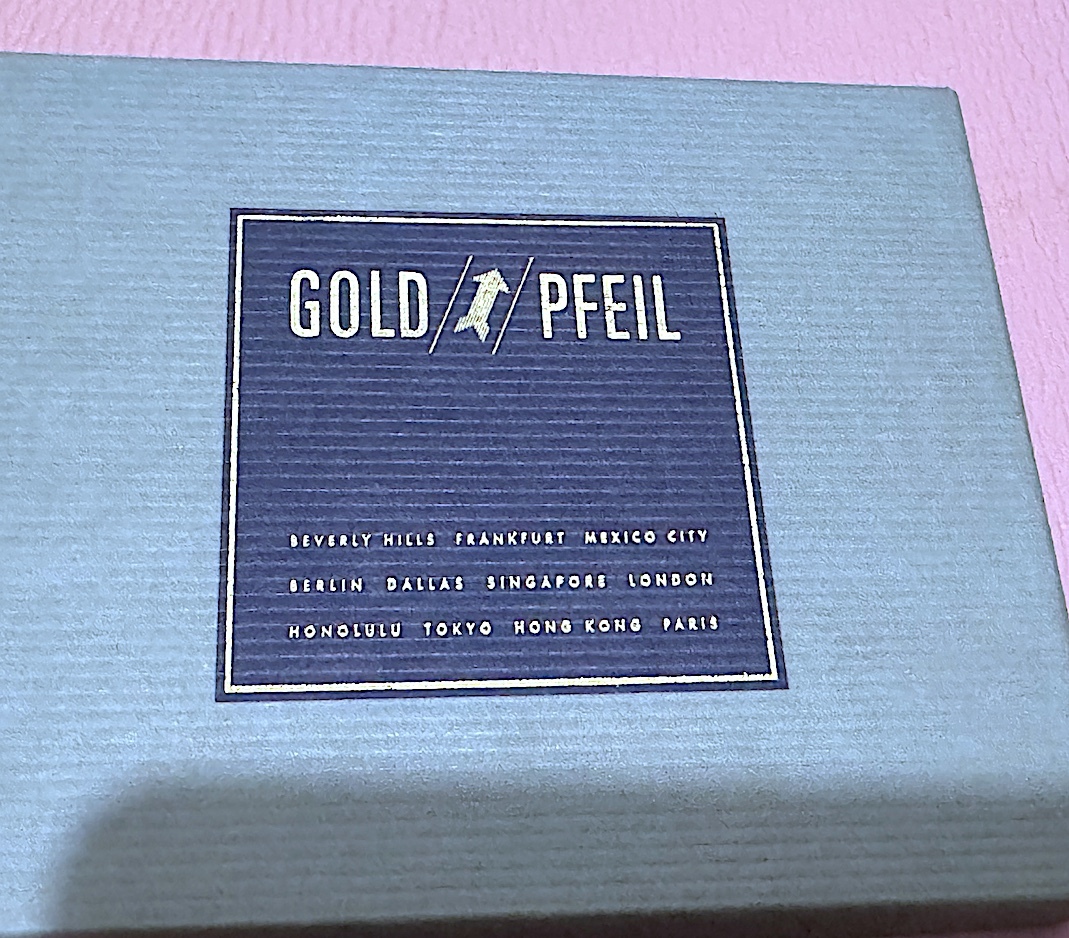 GOLD PFEIL
BEVERLY HILLS FRANKFURT MEXICO CITY
BERLIN DALLAS SINGAPORE LONDON
HONOLULU TOKYO HONG KONG PARIS